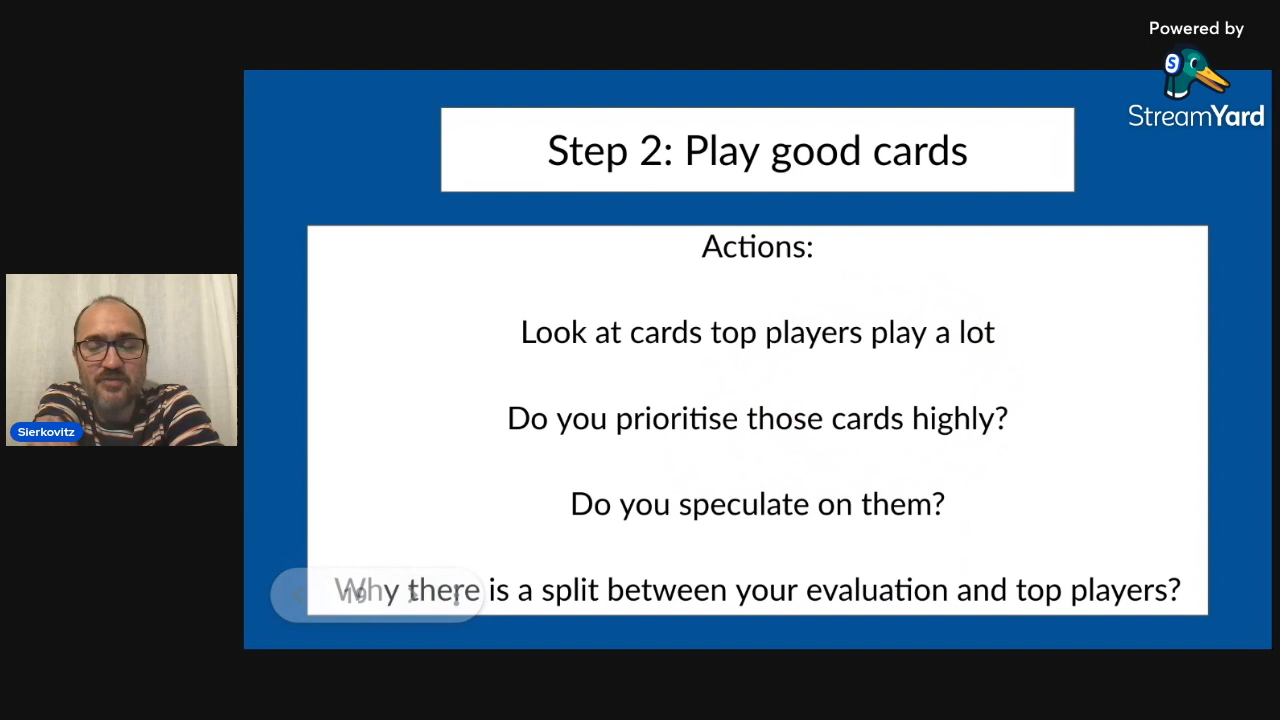 Powered by
StreamYard
Step 2: Play good cards
Actions:
Look at cards top players play a lot
Do you prioritise those cards highly?
Do you speculate on them?
Why there is a split between your evaluation and top players?
19
Sierkovitz